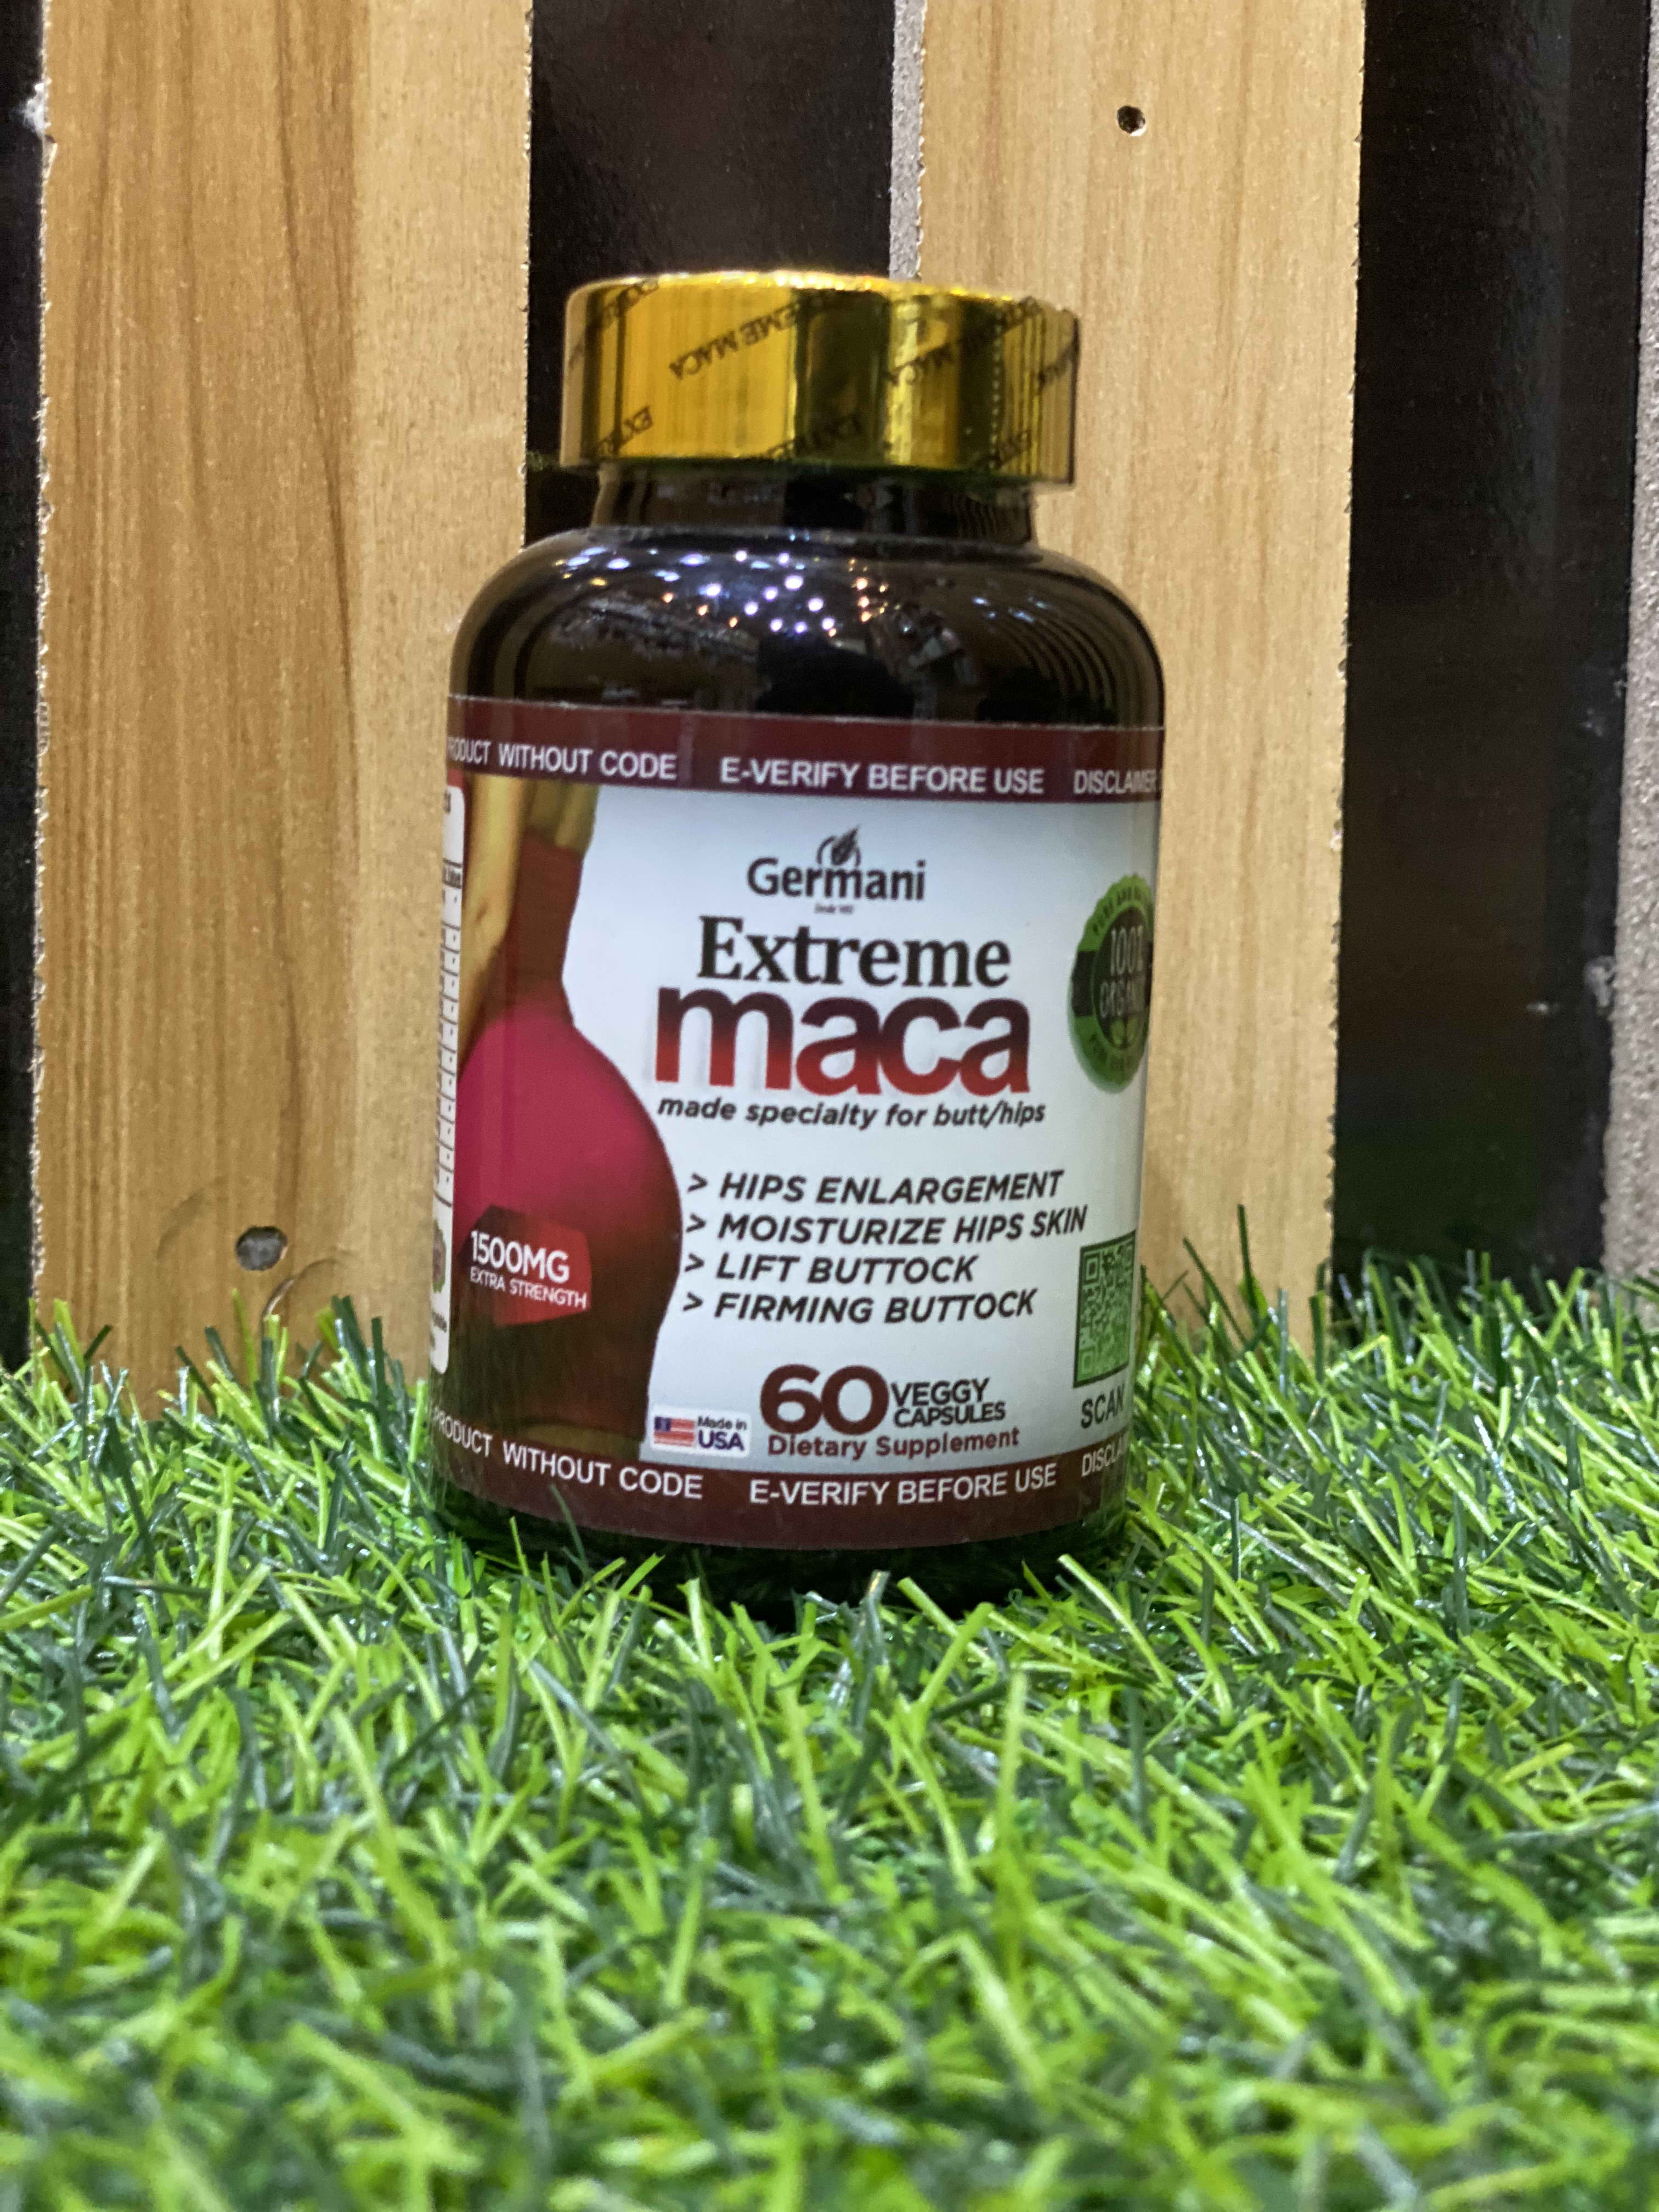 EXTREME MACA
PRODUCT WITHOUT CODE E-VERIFY BEFORE USE DISCLAIMER
Germani
Extreme
maca
made specialty for butt/hips
100%
ORGANIC
> HIPS ENLARGEMENT
> MOISTURIZE HIPS SKIN
> LIFT BUTTOCK
> FIRMING BUTTOCK
1500MG
EXTRA STRENGTH
60 VEGGY
CAPSULES
Dietary Supplement
Made in
USA
SCAN
PRODUCT WITHOUT CODE E-VERIFY BEFORE USE